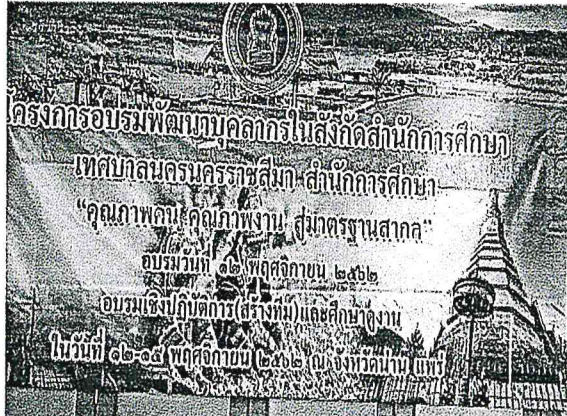 โครงการอบรมพัฒนาบุคลากรในสังกัดสำนักการศึกษา
เทศบาลนครนครราชสีมา สำนักการศึกษา
"คุณภาพคน คุณภาพงาน สู่มาตรฐานสากล"
อบรมวันที่ ๑๒ พฤศจิกายน ๒๕๖๒
อบรมเชิงปฏิบัติการ(สร้างทีม)และศึกษาดูงาน
ในวันที่ ๑๒-๑๕ พฤศจิกายน ๒๕๖๒ ณ จังหวัดน่าน แพร่